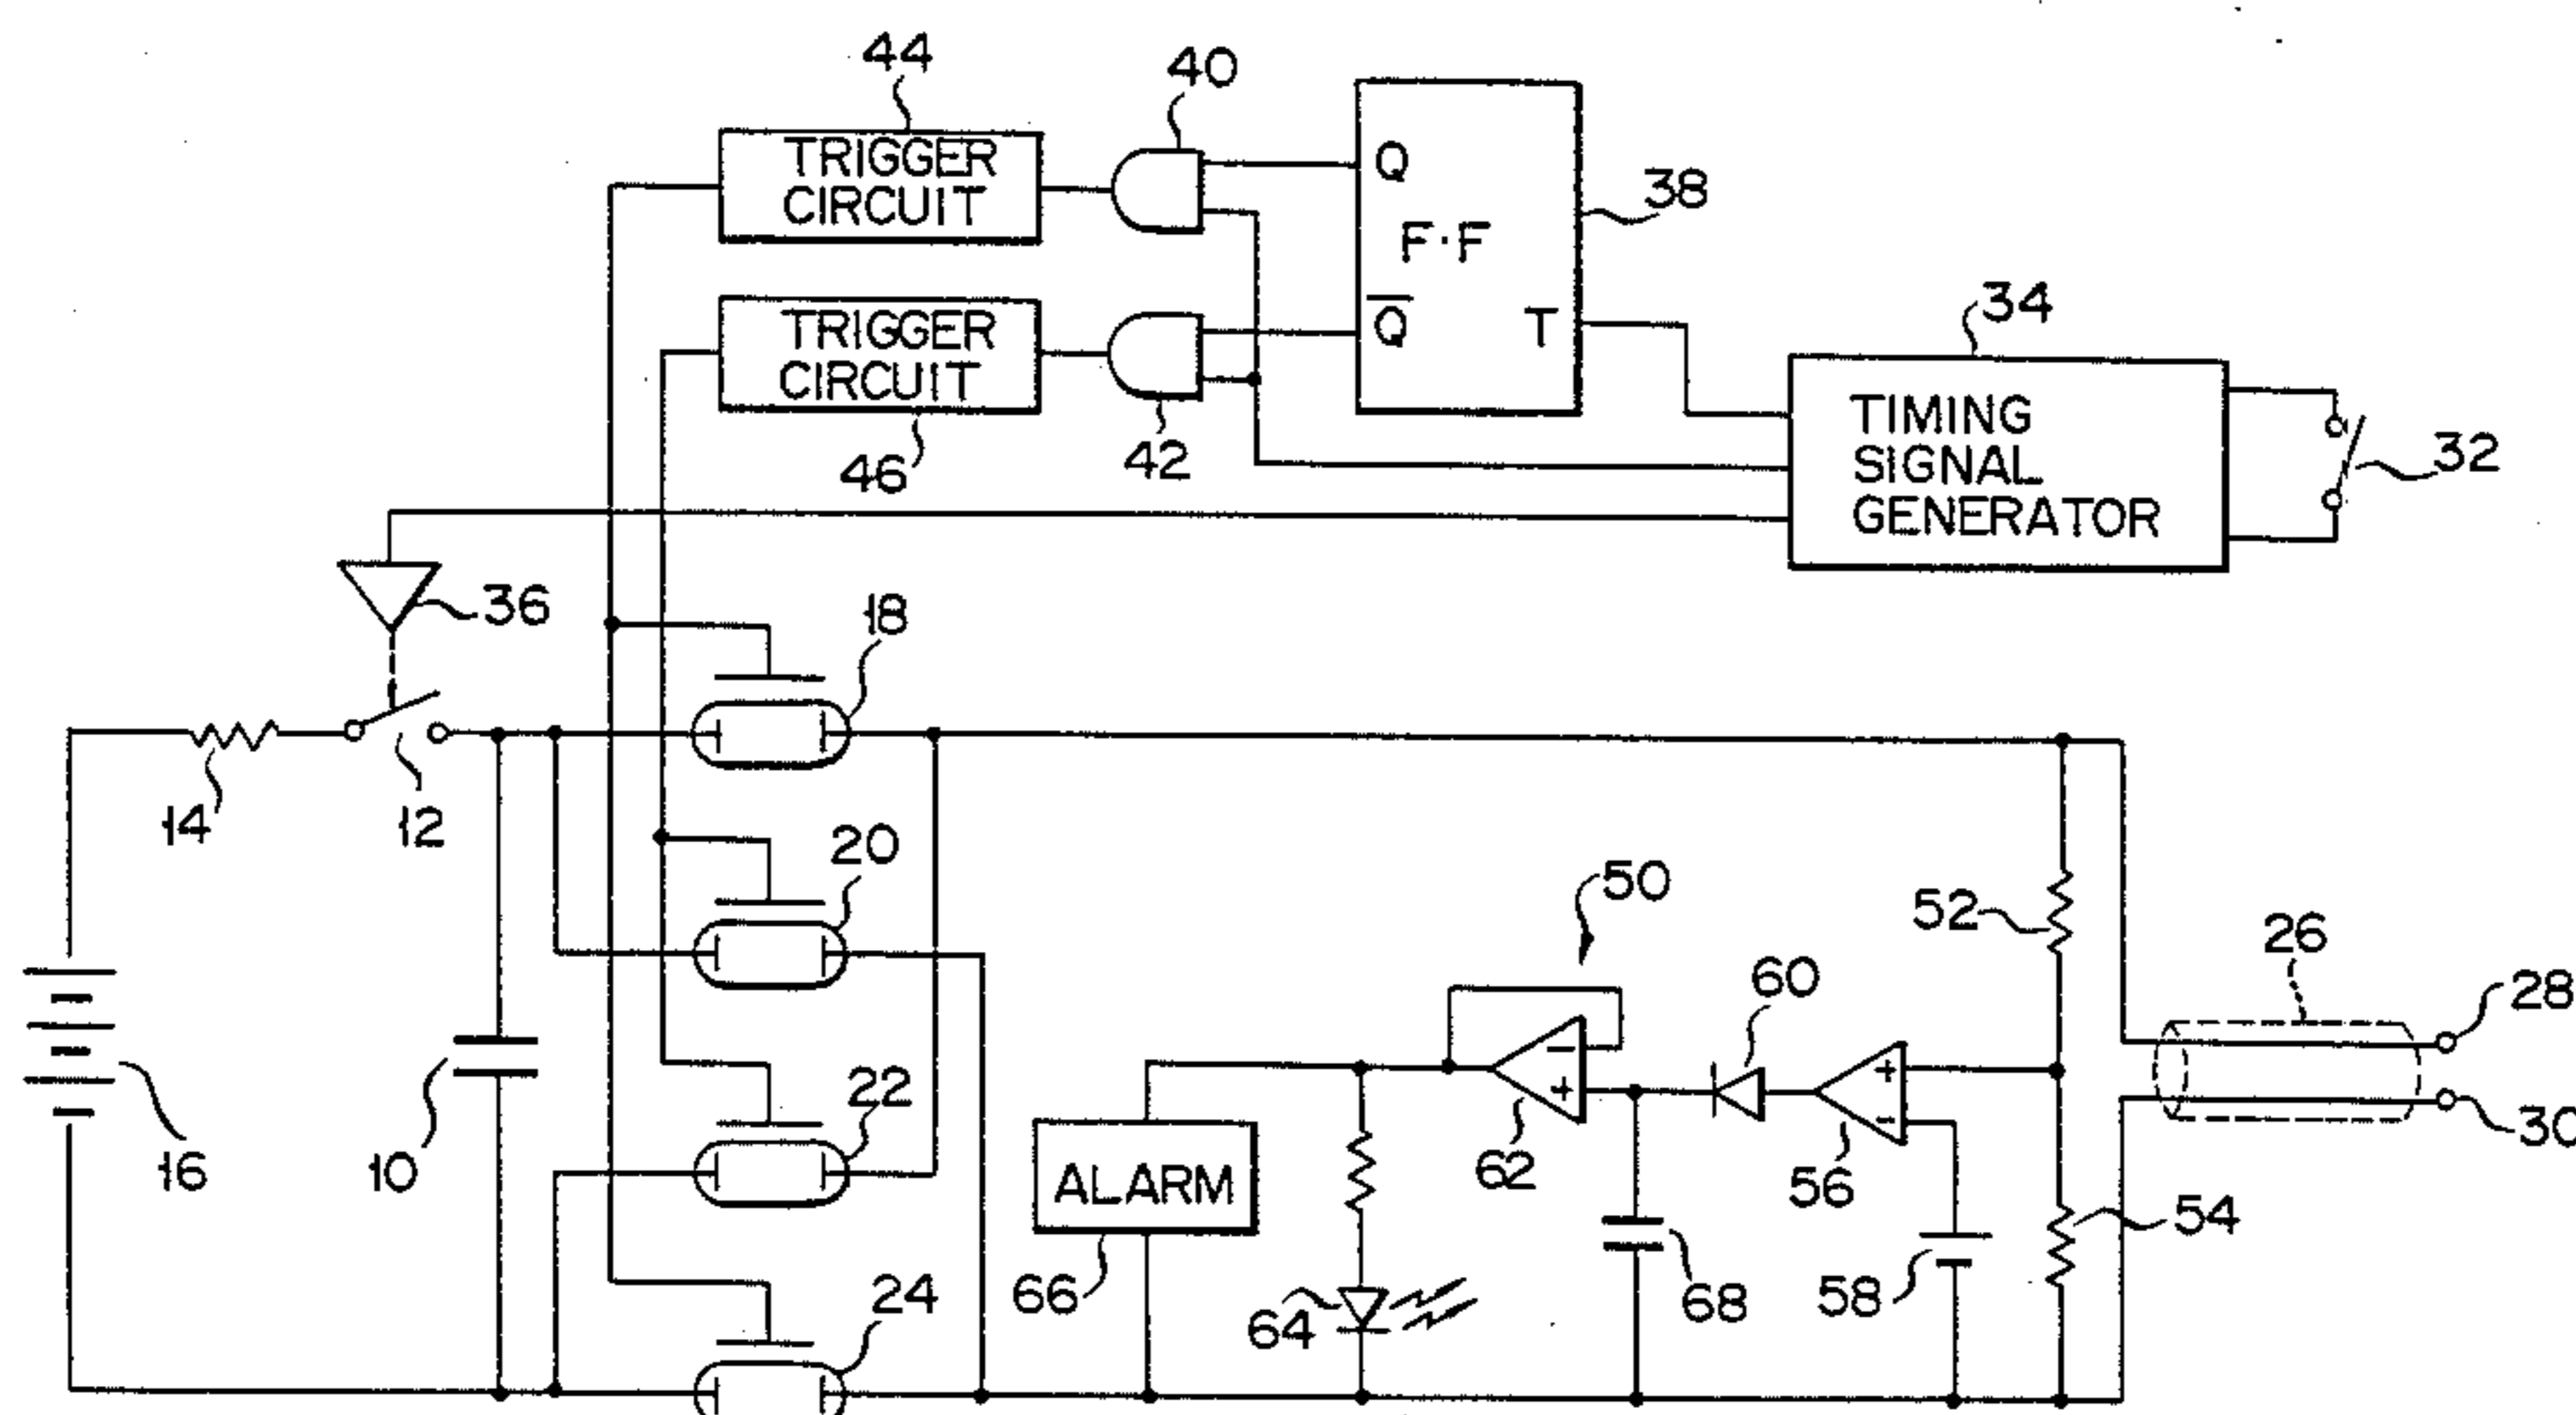 44
40
TRIGGER
CIRCUIT
Q
F·F
38
TRIGGER
CIRCUIT
Q̅
T
34
46
42
TIMING
SIGNAL
GENERATOR
32
36
18
14
12
20
50
52
26
60
28
16
10
22
ALARM
62
56
30
54
66
24
64
68
58
+
−
+
-